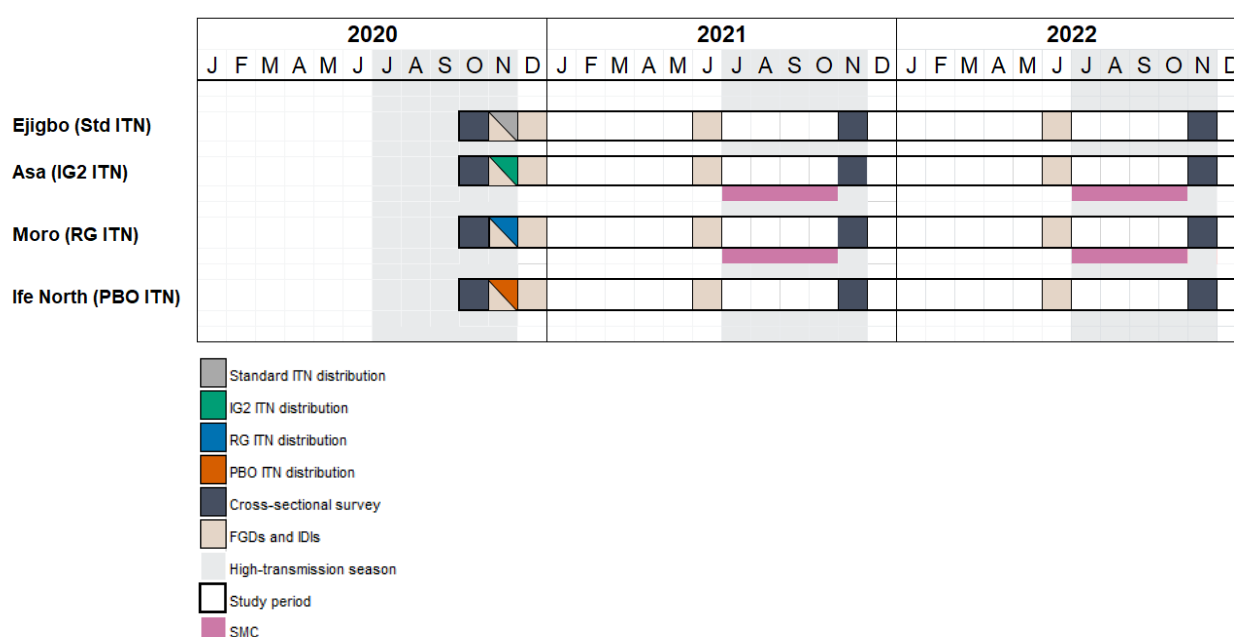 2020 2021 2022
J F M A M J J A S O N D J F M A M J J A S O N D J F M A M J J A S O N D
Ejigbo (Std ITN)
Asa (IG2 ITN)
Moro (RG ITN)
Ife North (PBO ITN)
Standard ITN distribution
IG2 ITN distribution
RG ITN distribution
PBO ITN distribution
Cross-sectional survey
FGDs and IDIs
High-transmission season
Study period
SMC